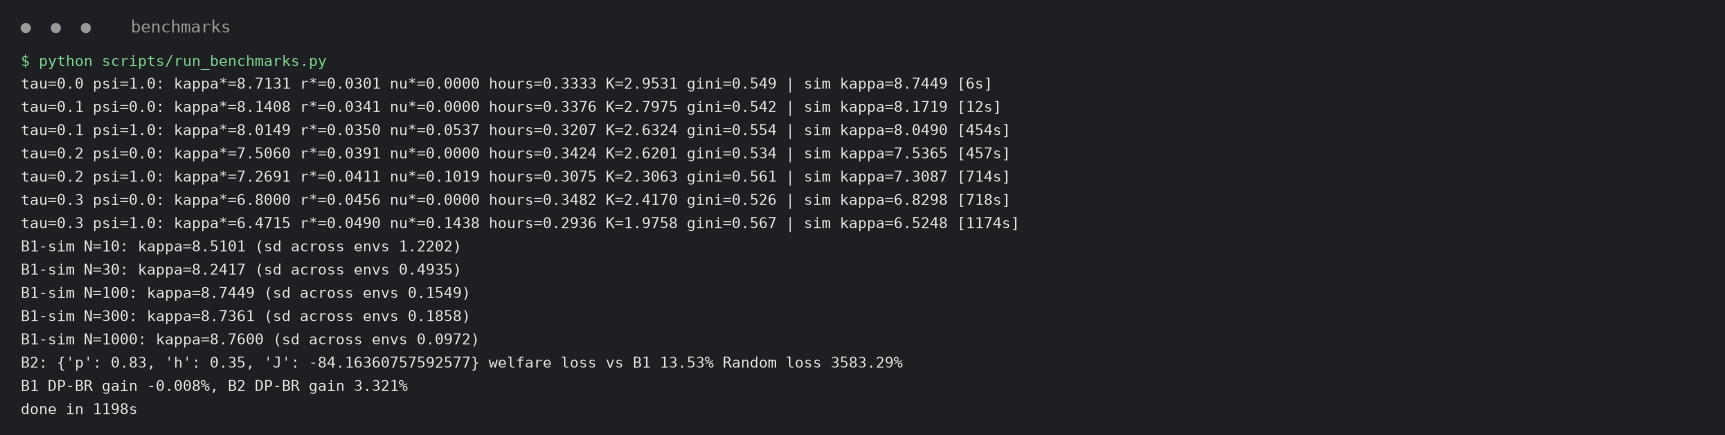 benchmarks
$ python scripts/run_benchmarks.py
tau=0.0 psi=1.0: kappa*=8.7131 r*=0.0301 nu*=0.0000 hours=0.3333 K=2.9531 gini=0.549 | sim kappa=8.7449 [6s]
tau=0.1 psi=0.0: kappa*=8.1408 r*=0.0341 nu*=0.0000 hours=0.3376 K=2.7975 gini=0.542 | sim kappa=8.1719 [12s]
tau=0.1 psi=1.0: kappa*=8.0149 r*=0.0350 nu*=0.0537 hours=0.3207 K=2.6324 gini=0.554 | sim kappa=8.0490 [454s]
tau=0.2 psi=0.0: kappa*=7.5060 r*=0.0391 nu*=0.0000 hours=0.3424 K=2.6201 gini=0.534 | sim kappa=7.5365 [457s]
tau=0.2 psi=1.0: kappa*=7.2691 r*=0.0411 nu*=0.1019 hours=0.3075 K=2.3063 gini=0.561 | sim kappa=7.3087 [714s]
tau=0.3 psi=0.0: kappa*=6.8000 r*=0.0456 nu*=0.0000 hours=0.3482 K=2.4170 gini=0.526 | sim kappa=6.8298 [718s]
tau=0.3 psi=1.0: kappa*=6.4715 r*=0.0490 nu*=0.1438 hours=0.2936 K=1.9758 gini=0.567 | sim kappa=6.5248 [1174s]
B1-sim N=10: kappa=8.5101 (sd across envs 1.2202)
B1-sim N=30: kappa=8.2417 (sd across envs 0.4935)
B1-sim N=100: kappa=8.7449 (sd across envs 0.1549)
B1-sim N=300: kappa=8.7361 (sd across envs 0.1858)
B1-sim N=1000: kappa=8.7600 (sd across envs 0.0972)
B2: {'p': 0.83, 'h': 0.35, 'J': -84.16360757592577} welfare loss vs B1 13.53% Random loss 3583.29%
B1 DP-BR gain -0.008%, B2 DP-BR gain 3.321%
done in 1198s